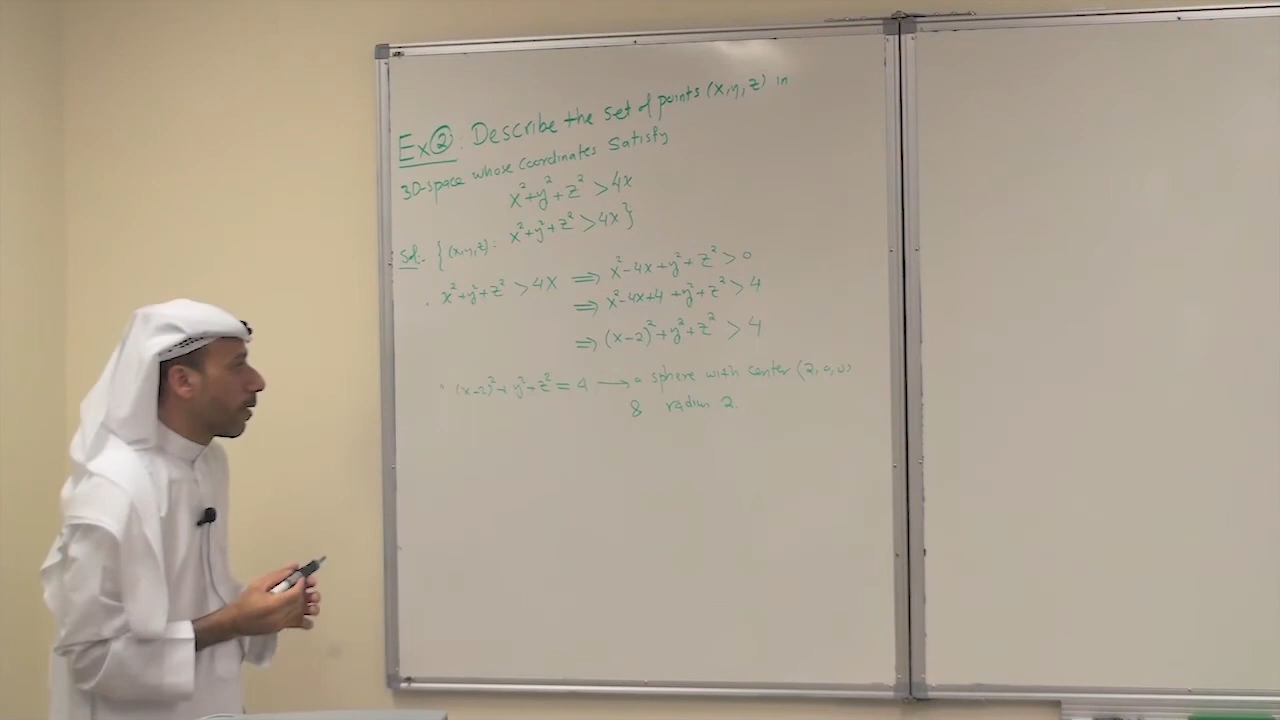 Ex ②. Describe the set of points (x,y,z) in
3D-space whose coordinates satisfy
x²+y²+z² > 4x
Sol:- {(x,y,z): x²+y²+z² > 4x}
. x²+y²+z² > 4x ⟹ x²-4x+y²+z² > 0
⟹ x²-4x+4+y²+z² > 4
⟹ (x-2)²+y²+z² > 4
• (x-2)²+y²+z² = 4 ⟶ a sphere with center (2,0,0)
& radius 2.